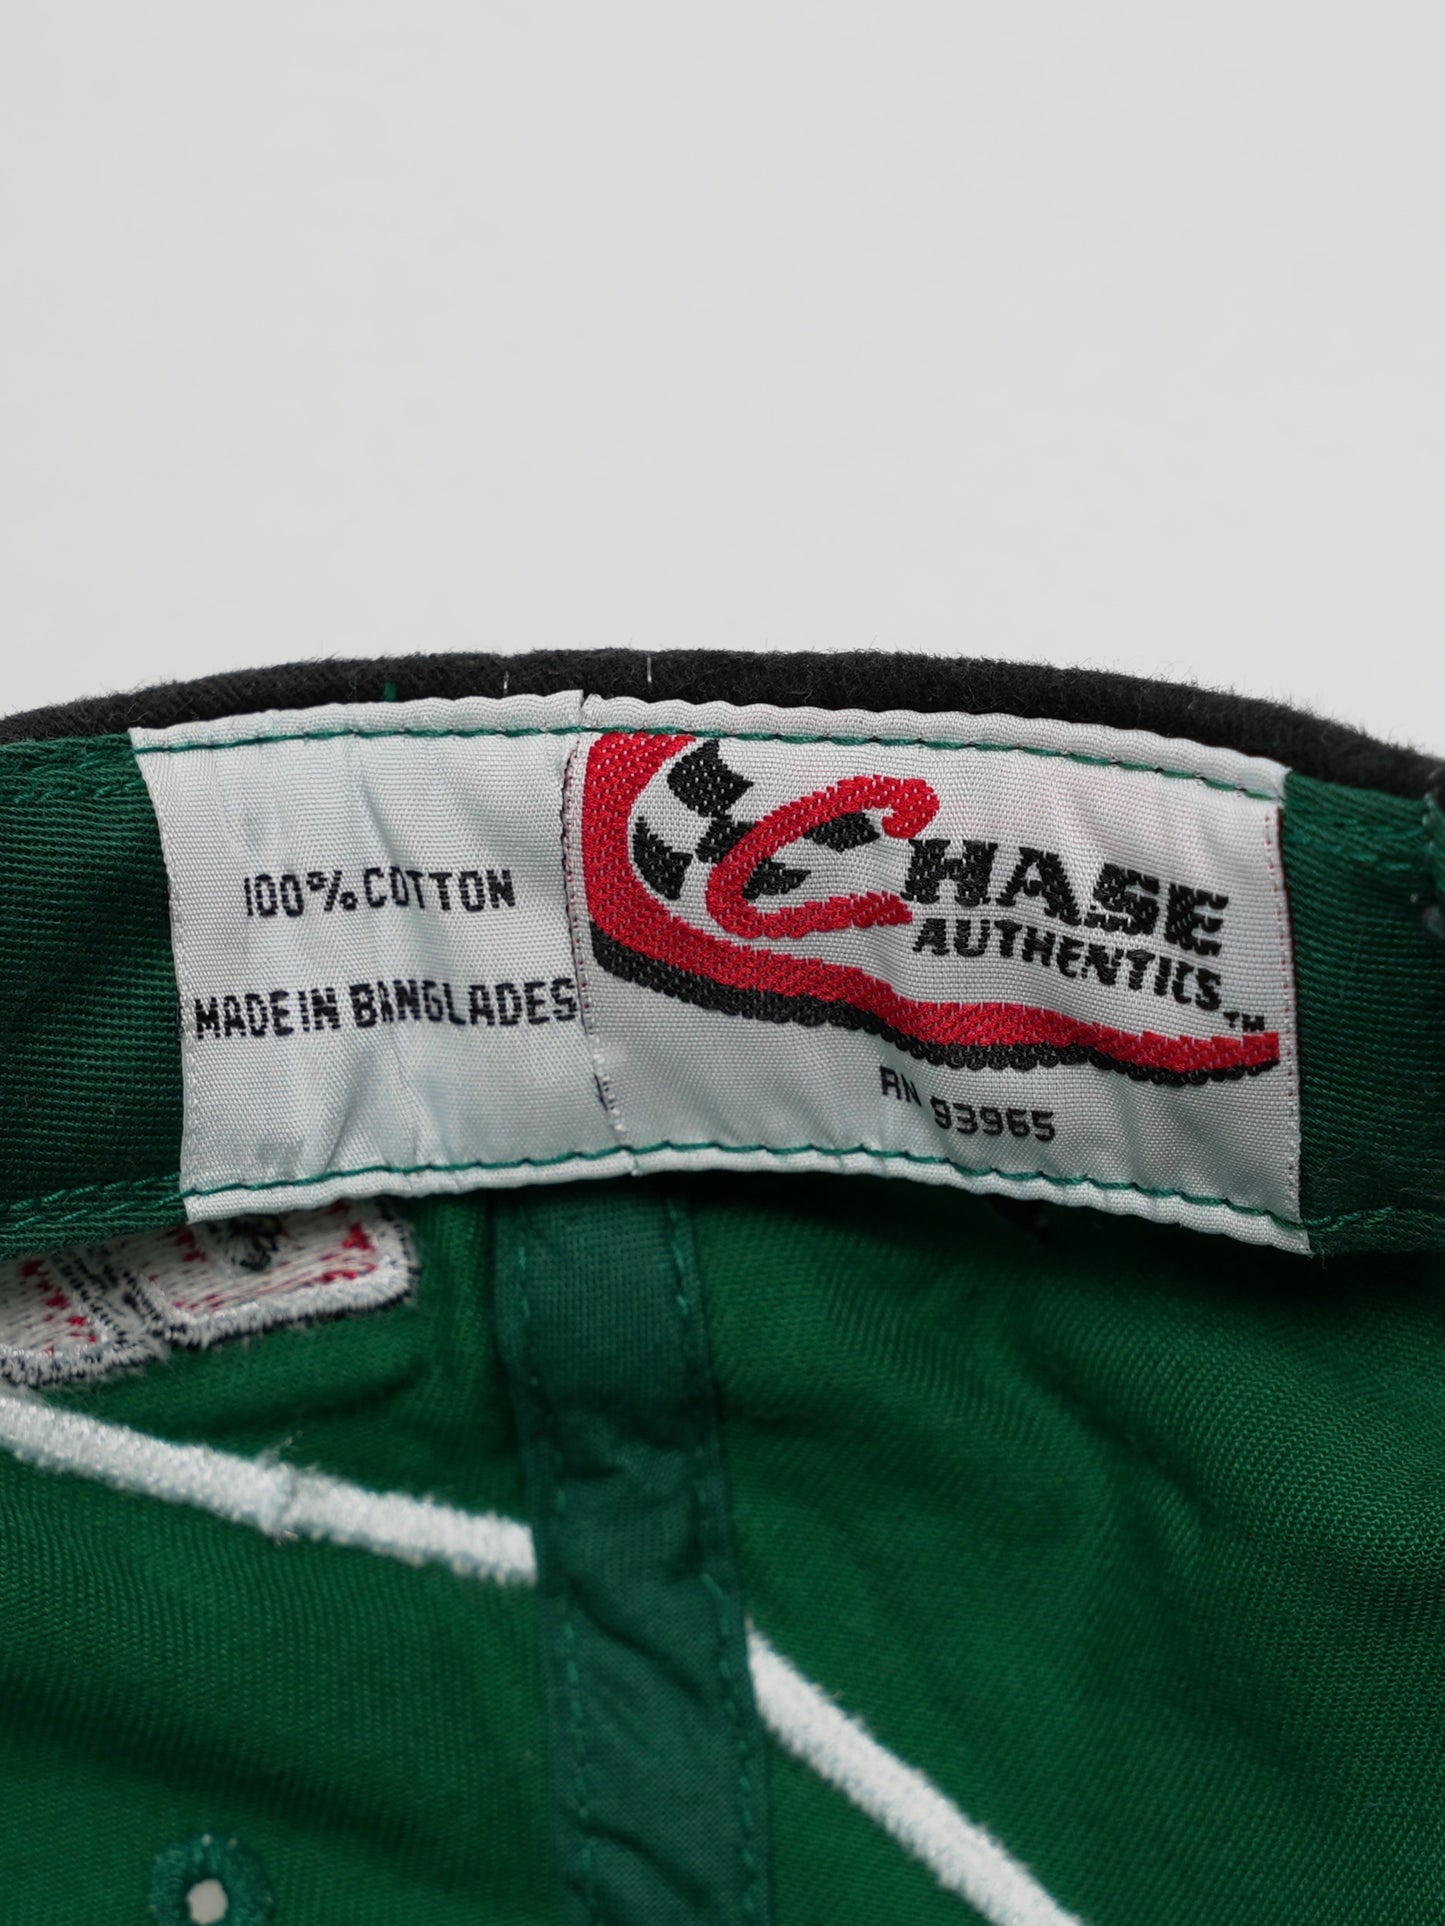 100% COTTON
MADE IN BANGLADES
CHASE
AUTHENTICS
TM
RN 93965